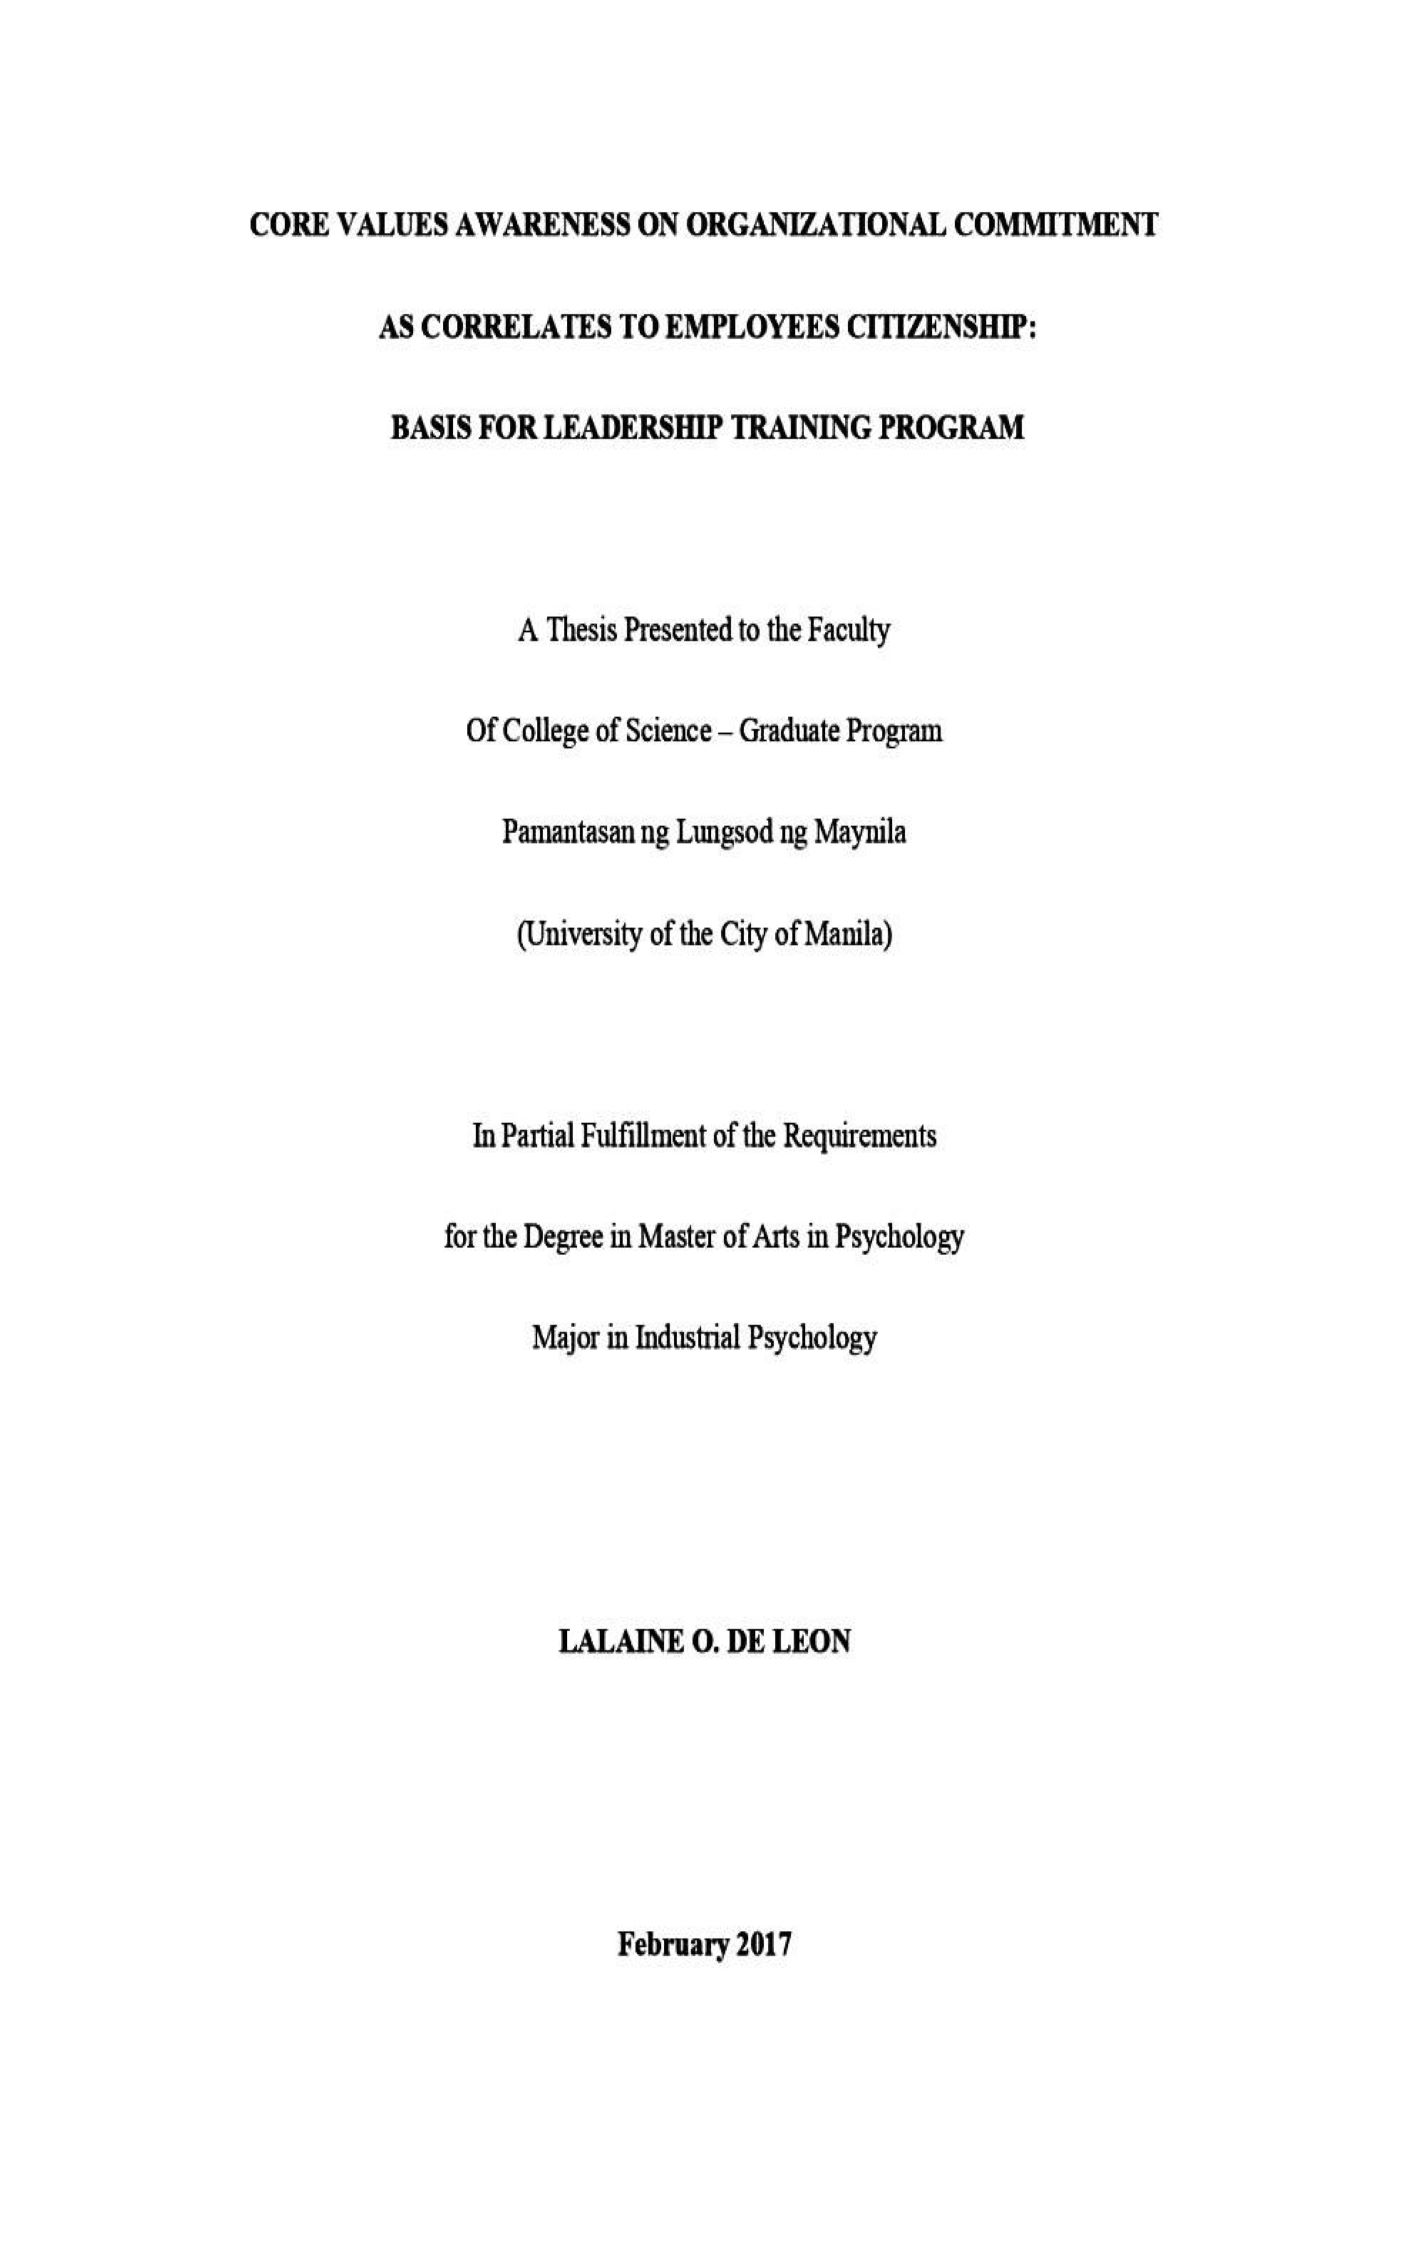 CORE VALUES AWARENESS ON ORGANIZATIONAL COMMITMENT
AS CORRELATES TO EMPLOYEES CITIZENSHIP:
BASIS FOR LEADERSHIP TRAINING PROGRAM
A Thesis Presented to the Faculty
Of College of Science – Graduate Program
Pamantasan ng Lungsod ng Maynila
(University of the City of Manila)
In Partial Fulfillment of the Requirements
for the Degree in Master of Arts in Psychology
Major in Industrial Psychology
LALAINE O. DE LEON
February 2017